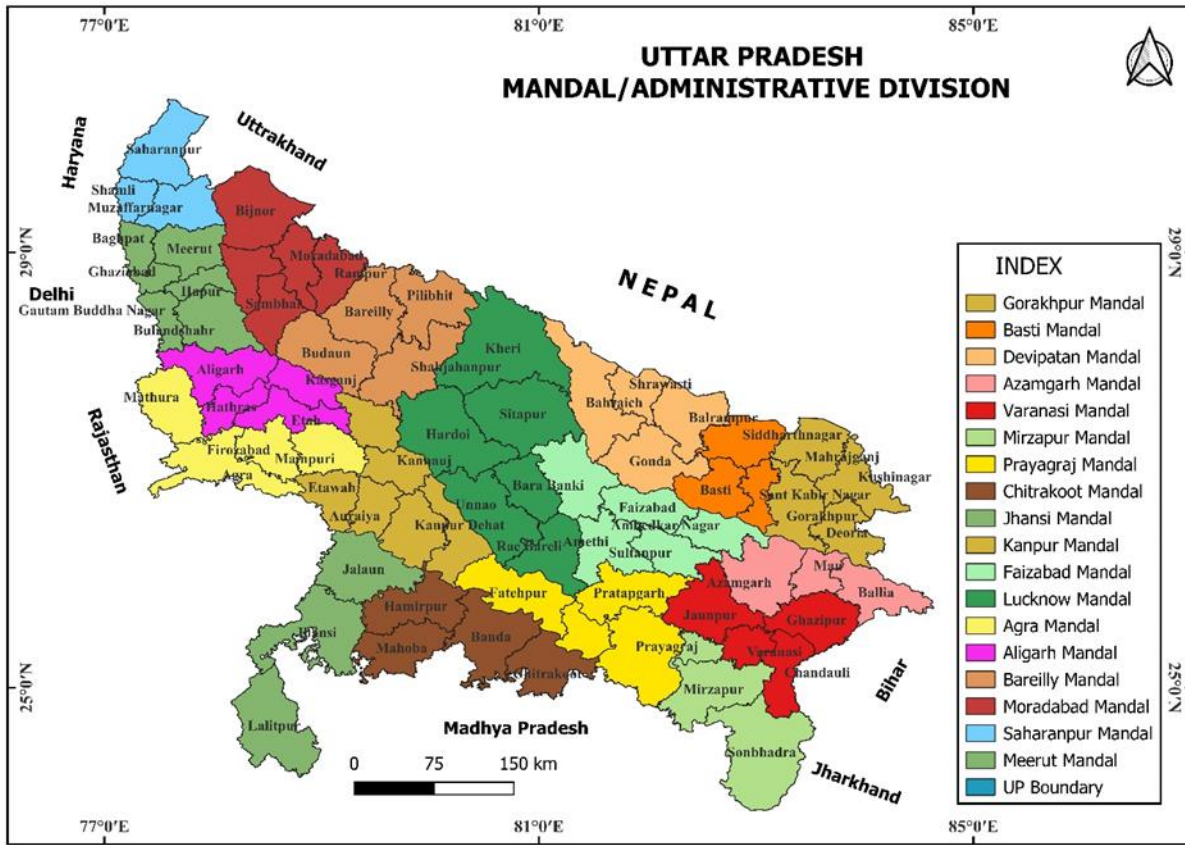 77°0′E
81°0′E
85°0′E
UTTAR PRADESH
MANDAL/ADMINISTRATIVE DIVISION
Haryana
Uttrakhand
Saharanpur
Shamli
Muzaffarnagar
Bijnor
Baghpat
Meerut
Moradabad
29°0′N
29°0′N
Ghaziabad
Rampur
NEPAL
Delhi
Hapur
Sambhal
Pilibhit
Gautam Buddha Nagar
Bareilly
Bulandshahr
Budaun
Kheri
Shahjahanpur
Aligarh
Kasganj
Shrawasti
Mathura
Hathras
Etah
Sitapur
Bahraich
Balrampur
Rajasthan
Hardoi
Siddharthnagar
Firozabad
Mainpuri
Kannauj
Gonda
Mahrajganj
Agra
Kushinagar
Etawah
Unnao
Bara Banki
Basti
Sant Kabir Nagar
Auraiya
Kanpur Dehat
Faizabad
Gorakhpur
Ambedkar Nagar
Deoria
Rae Bareli
Amethi
Sultanpur
Jalaun
Azamgarh
Mau
Fatehpur
Pratapgarh
Ballia
Hamirpur
Jaunpur
Ghazipur
Jhansi
Banda
Mahoba
Prayagraj
Varanasi
Chitrakoot
Chandauli
Bihar
25°0′N
25°0′N
Mirzapur
Lalitpur
Madhya Pradesh
Sonbhadra
Jharkhand
0 75 150 km
77°0′E
81°0′E
85°0′E
INDEX
Gorakhpur Mandal
Basti Mandal
Devipatan Mandal
Azamgarh Mandal
Varanasi Mandal
Mirzapur Mandal
Prayagraj Mandal
Chitrakoot Mandal
Jhansi Mandal
Kanpur Mandal
Faizabad Mandal
Lucknow Mandal
Agra Mandal
Aligarh Mandal
Bareilly Mandal
Moradabad Mandal
Saharanpur Mandal
Meerut Mandal
UP Boundary